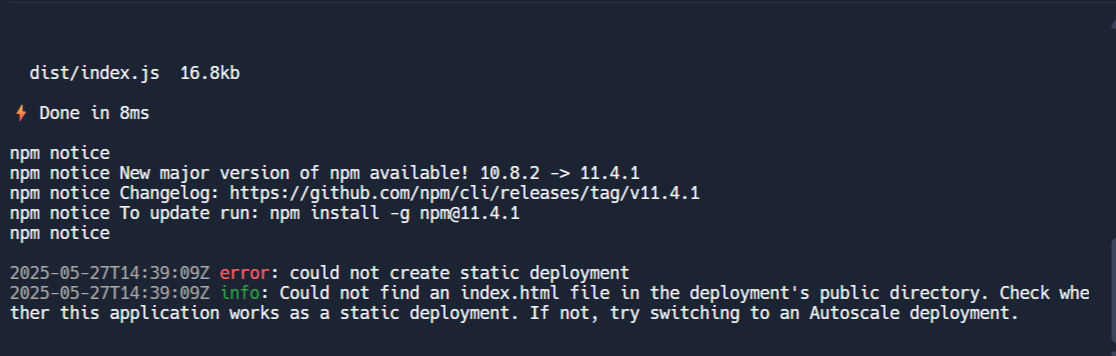 dist/index.js 16.8kb
⚡ Done in 8ms
npm notice
npm notice New major version of npm available! 10.8.2 -> 11.4.1
npm notice Changelog: https://github.com/npm/cli/releases/tag/v11.4.1
npm notice To update run: npm install -g npm@11.4.1
npm notice
2025-05-27T14:39:09Z error: could not create static deployment
2025-05-27T14:39:09Z info: Could not find an index.html file in the deployment's public directory. Check whe
ther this application works as a static deployment. If not, try switching to an Autoscale deployment.